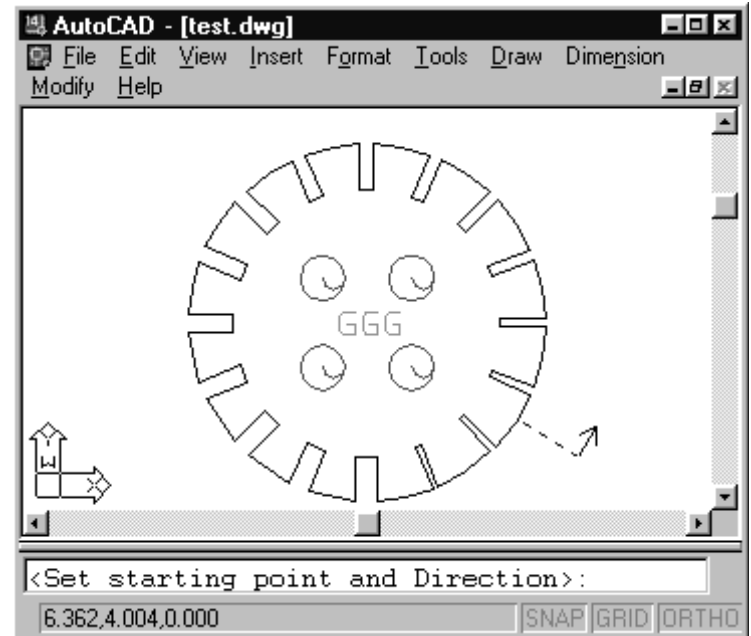 AutoCAD - [test.dwg]
File Edit View Insert Format Tools Draw Dimension
Modify Help
GGG
W
<Set starting point and Direction>:
6.362,4.004,0.000 SNAP GRID ORTHO